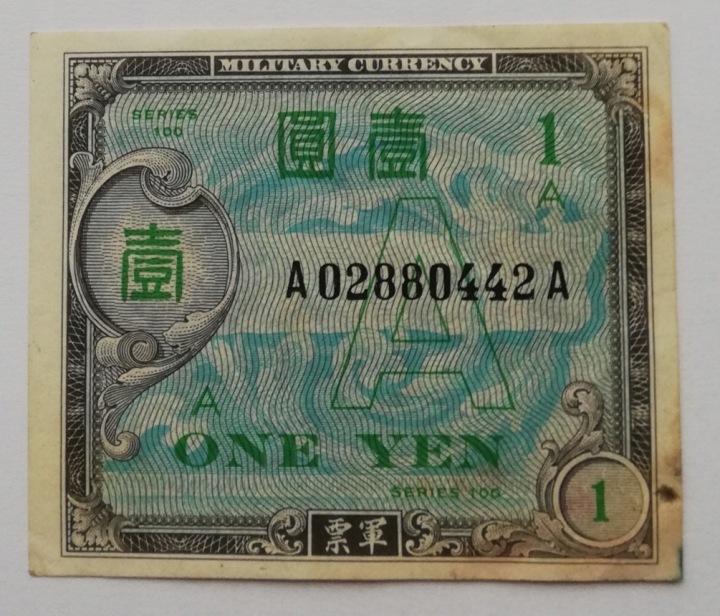 MILITARY CURRENCY
SERIES
100
圓壹
1
A
壹
A
A02880442A
A
ONE YEN
SERIES 100
1
票軍